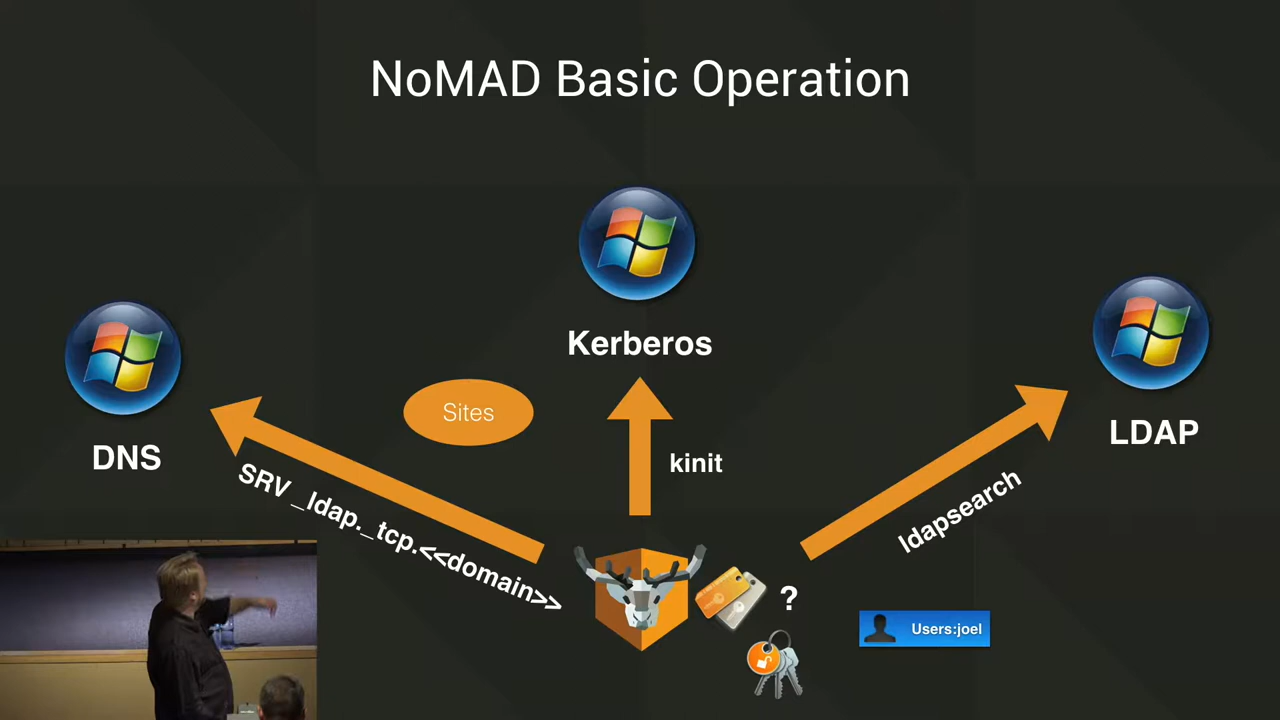 NoMAD Basic Operation
Kerberos
DNS
LDAP
Sites
SRV _ldap._tcp.<<domain>>
kinit
ldapsearch
?
Users:joel